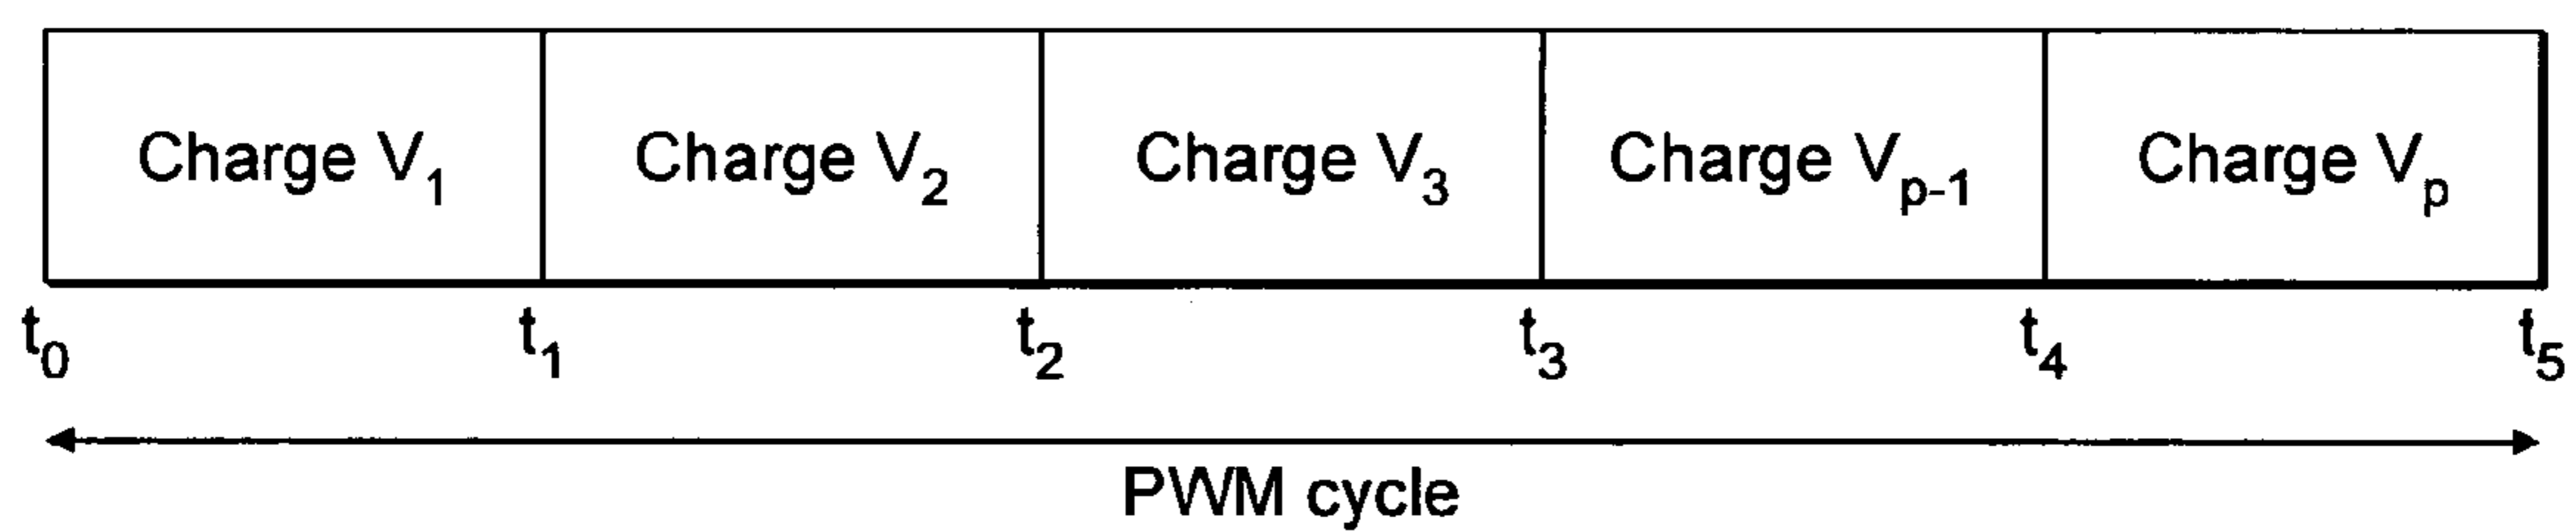 Charge V₁ Charge V₂ Charge V₃ Charge Vₚ₋₁ Charge Vₚ
t₀ t₁ t₂ t₃ t₄ t₅
PWM cycle